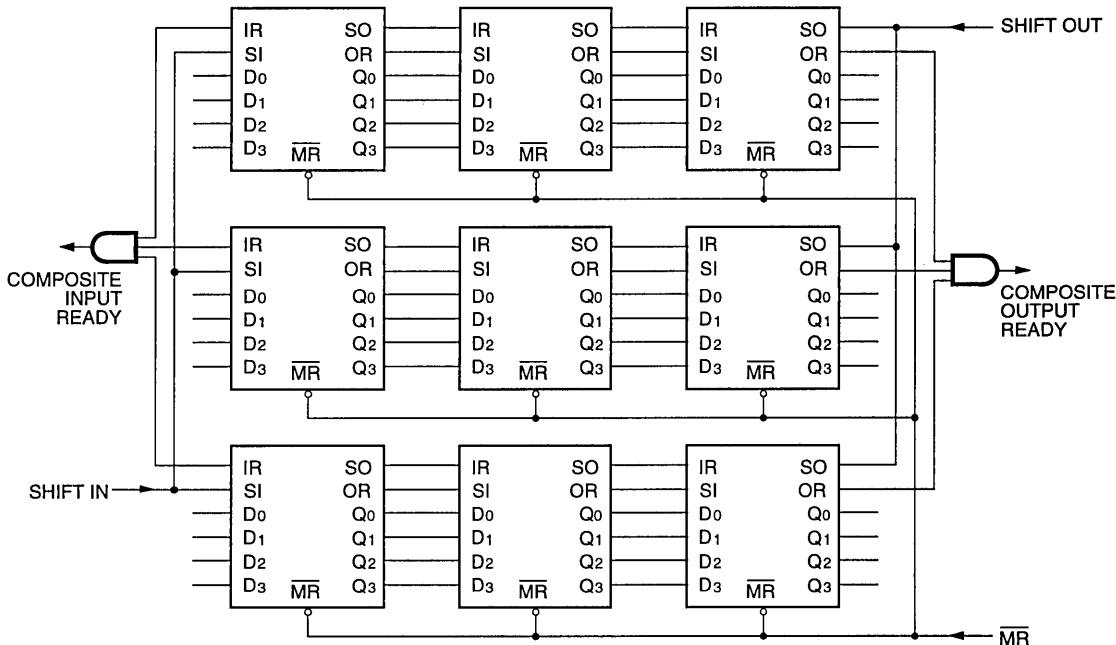 IR SO IR SO IR SO SHIFT OUT
SI OR SI OR SI OR
D0 Q0 D0 Q0 D0 Q0
D1 Q1 D1 Q1 D1 Q1
D2 Q2 D2 Q2 D2 Q2
D3 MR Q3 D3 MR Q3 D3 MR Q3
IR SO IR SO IR SO
SI OR SI OR SI OR
COMPOSITE
INPUT
READY
COMPOSITE
OUTPUT
READY
D0 Q0 D0 Q0 D0 Q0
D1 Q1 D1 Q1 D1 Q1
D2 Q2 D2 Q2 D2 Q2
D3 MR Q3 D3 MR Q3 D3 MR Q3
IR SO IR SO IR SO
SHIFT IN SI OR SI OR SI OR
D0 Q0 D0 Q0 D0 Q0
D1 Q1 D1 Q1 D1 Q1
D2 Q2 D2 Q2 D2 Q2
D3 MR Q3 D3 MR Q3 D3 MR Q3
MR